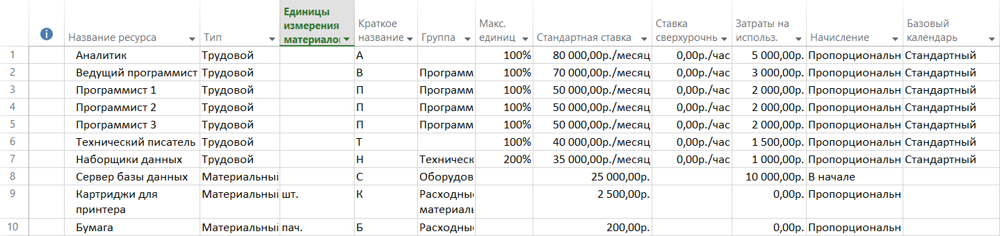 Название ресурса Тип Единицы измерения материало Краткое название Группа Макс. единиц Стандартная ставка Ставка сверхурочнь Затраты на использ. Начисление Базовый календарь
1 Аналитик Трудовой А 100% 80 000,00р./месяц 0,00р./час 5 000,00р. Пропорциональн Стандартный
2 Ведущий программист Трудовой В Программ 100% 70 000,00р./месяц 0,00р./час 3 000,00р. Пропорциональн Стандартный
3 Программист 1 Трудовой П Программ 100% 50 000,00р./месяц 0,00р./час 2 000,00р. Пропорциональн Стандартный
4 Программист 2 Трудовой П Программ 100% 50 000,00р./месяц 0,00р./час 2 000,00р. Пропорциональн Стандартный
5 Программист 3 Трудовой П Программ 100% 50 000,00р./месяц 0,00р./час 2 000,00р. Пропорциональн Стандартный
6 Технический писатель Трудовой Т 100% 40 000,00р./месяц 0,00р./час 1 500,00р. Пропорциональн Стандартный
7 Наборщики данных Трудовой Н Техническ 200% 35 000,00р./месяц 0,00р./час 1 000,00р. Пропорциональн Стандартный
8 Сервер базы данных Материальный С Оборудов 25 000,00р. 10 000,00р. В начале
9 Картриджи для принтера Материальный шт. К Расходные материаль 2 500,00р. 0,00р. Пропорциональн
10 Бумага Материальный пач. Б Расходные 200,00р. 0,00р. Пропорциональн